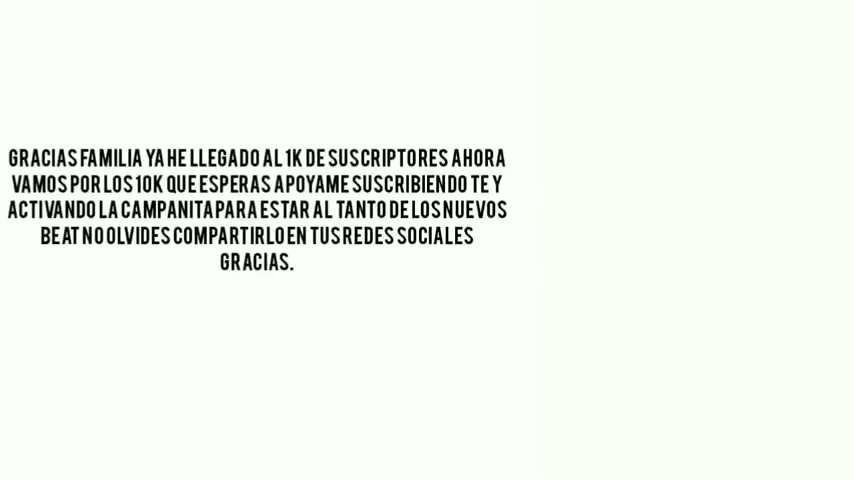 GRACIAS FAMILIA YA HE LLEGADO AL 1K DE SUSCRIPTORES AHORA
VAMOS POR LOS 10K QUE ESPERAS APOYAME SUSCRIBIENDO TE Y
ACTIVANDO LA CAMPANITA PARA ESTAR AL TANTO DE LOS NUEVOS
BEAT NO OLVIDES COMPARTIRLO EN TUS REDES SOCIALES
GRACIAS.